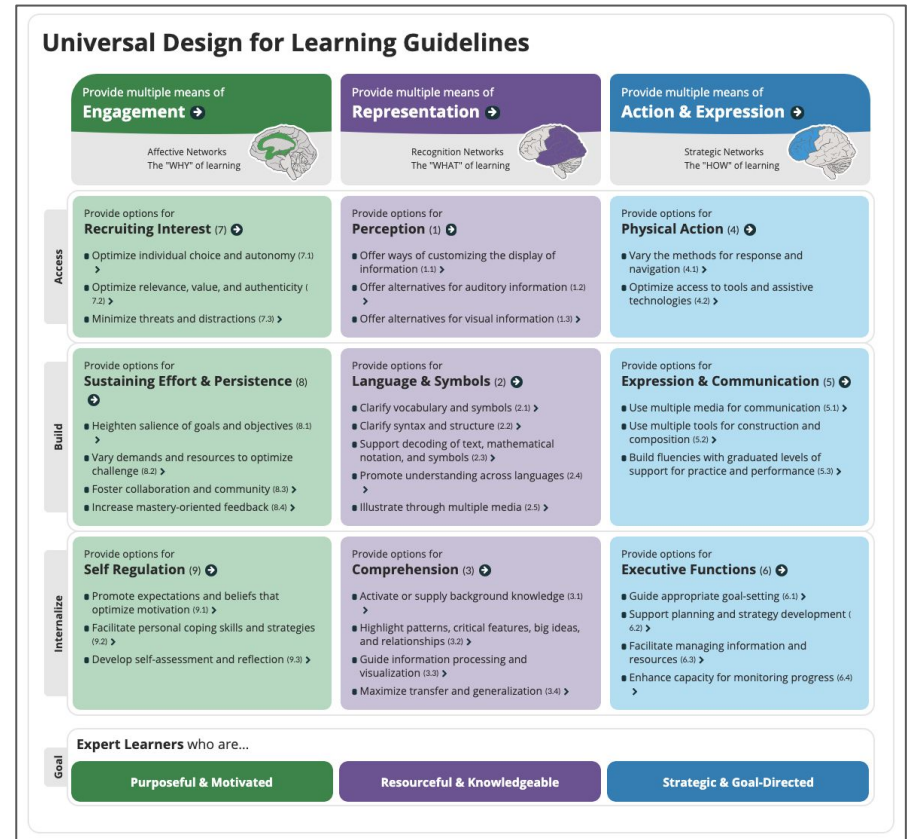 Universal Design for Learning Guidelines
Provide multiple means of
Engagement
Affective Networks
The "WHY" of learning
Provide multiple means of
Representation
Recognition Networks
The "WHAT" of learning
Provide multiple means of
Action & Expression
Strategic Networks
The "HOW" of learning
Access
Provide options for
Recruiting Interest (7)
Optimize individual choice and autonomy (7.1)
Optimize relevance, value, and authenticity (
7.2)
Minimize threats and distractions (7.3)
Provide options for
Perception (1)
Offer ways of customizing the display of
information (1.1)
Offer alternatives for auditory information (1.2)
Offer alternatives for visual information (1.3)
Provide options for
Physical Action (4)
Vary the methods for response and
navigation (4.1)
Optimize access to tools and assistive
technologies (4.2)
Build
Provide options for
Sustaining Effort & Persistence (8)
Heighten salience of goals and objectives (8.1)
Vary demands and resources to optimize
challenge (8.2)
Foster collaboration and community (8.3)
Increase mastery-oriented feedback (8.4)
Provide options for
Language & Symbols (2)
Clarify vocabulary and symbols (2.1)
Clarify syntax and structure (2.2)
Support decoding of text, mathematical
notation, and symbols (2.3)
Promote understanding across languages (2.4)
Illustrate through multiple media (2.5)
Provide options for
Expression & Communication (5)
Use multiple media for communication (5.1)
Use multiple tools for construction and
composition (5.2)
Build fluencies with graduated levels of
support for practice and performance (5.3)
Internalize
Provide options for
Self Regulation (9)
Promote expectations and beliefs that
optimize motivation (9.1)
Facilitate personal coping skills and strategies
(9.2)
Develop self-assessment and reflection (9.3)
Provide options for
Comprehension (3)
Activate or supply background knowledge (3.1)
Highlight patterns, critical features, big ideas,
and relationships (3.2)
Guide information processing and
visualization (3.3)
Maximize transfer and generalization (3.4)
Provide options for
Executive Functions (6)
Guide appropriate goal-setting (6.1)
Support planning and strategy development (
6.2)
Facilitate managing information and
resources (6.3)
Enhance capacity for monitoring progress (6.4)
Goal
Expert Learners who are...
Purposeful & Motivated
Resourceful & Knowledgeable
Strategic & Goal-Directed